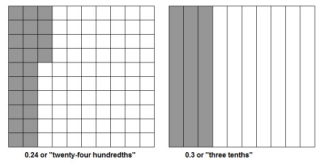 0.24 or "twenty-four hundredths"
0.3 or "three tenths"